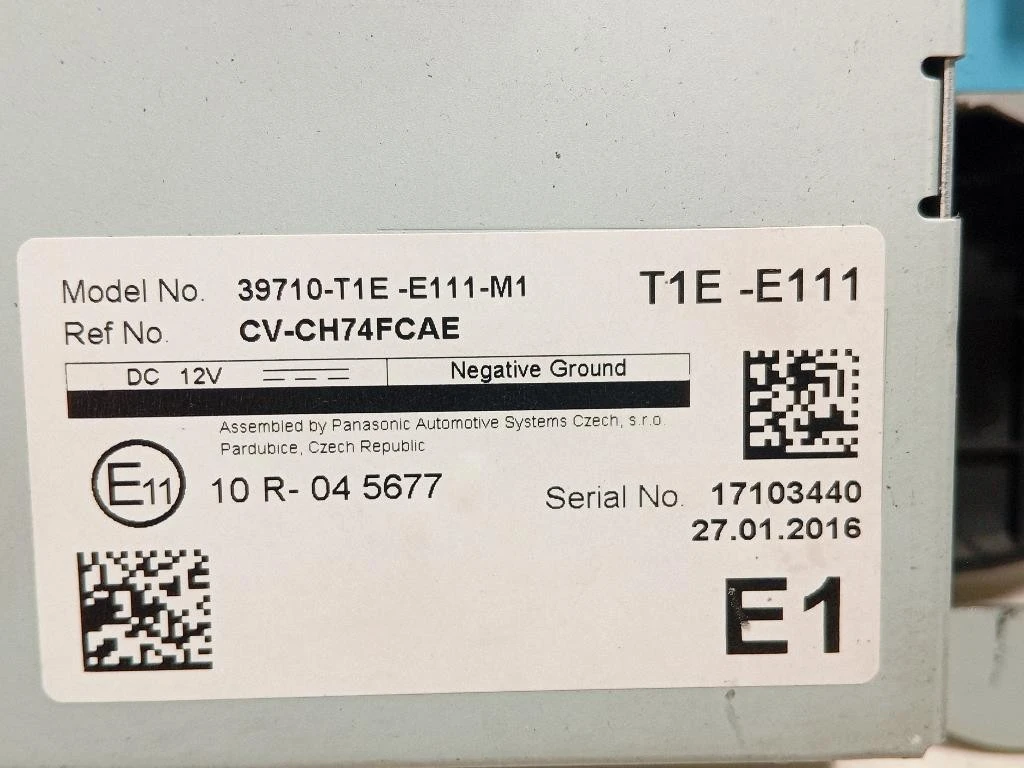 Model No. 39710-T1E -E111-M1
T1E -E111
Ref No. CV-CH74FCAE
DC 12V
Negative Ground
Assembled by Panasonic Automotive Systems Czech, s.r.o.
Pardubice, Czech Republic
E11
10 R- 04 5677
Serial No. 17103440
27.01.2016
E1